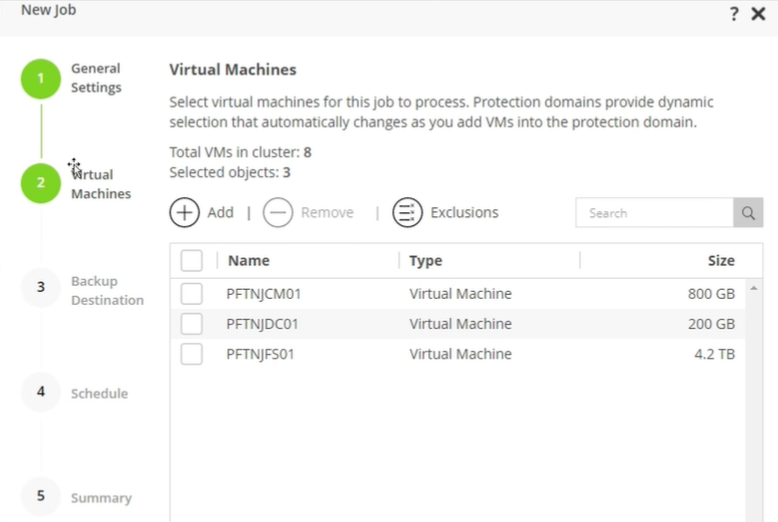 New Job
?
1
General
Settings
2
Virtual
Machines
3
Backup
Destination
4
Schedule
5
Summary
Virtual Machines
Select virtual machines for this job to process. Protection domains provide dynamic
selection that automatically changes as you add VMs into the protection domain.
Total VMs in cluster: 8
Selected objects: 3
Add | Remove | Exclusions
Search
Name Type Size
PFTNJCM01 Virtual Machine 800 GB
PFTNJDC01 Virtual Machine 200 GB
PFTNJFS01 Virtual Machine 4.2 TB